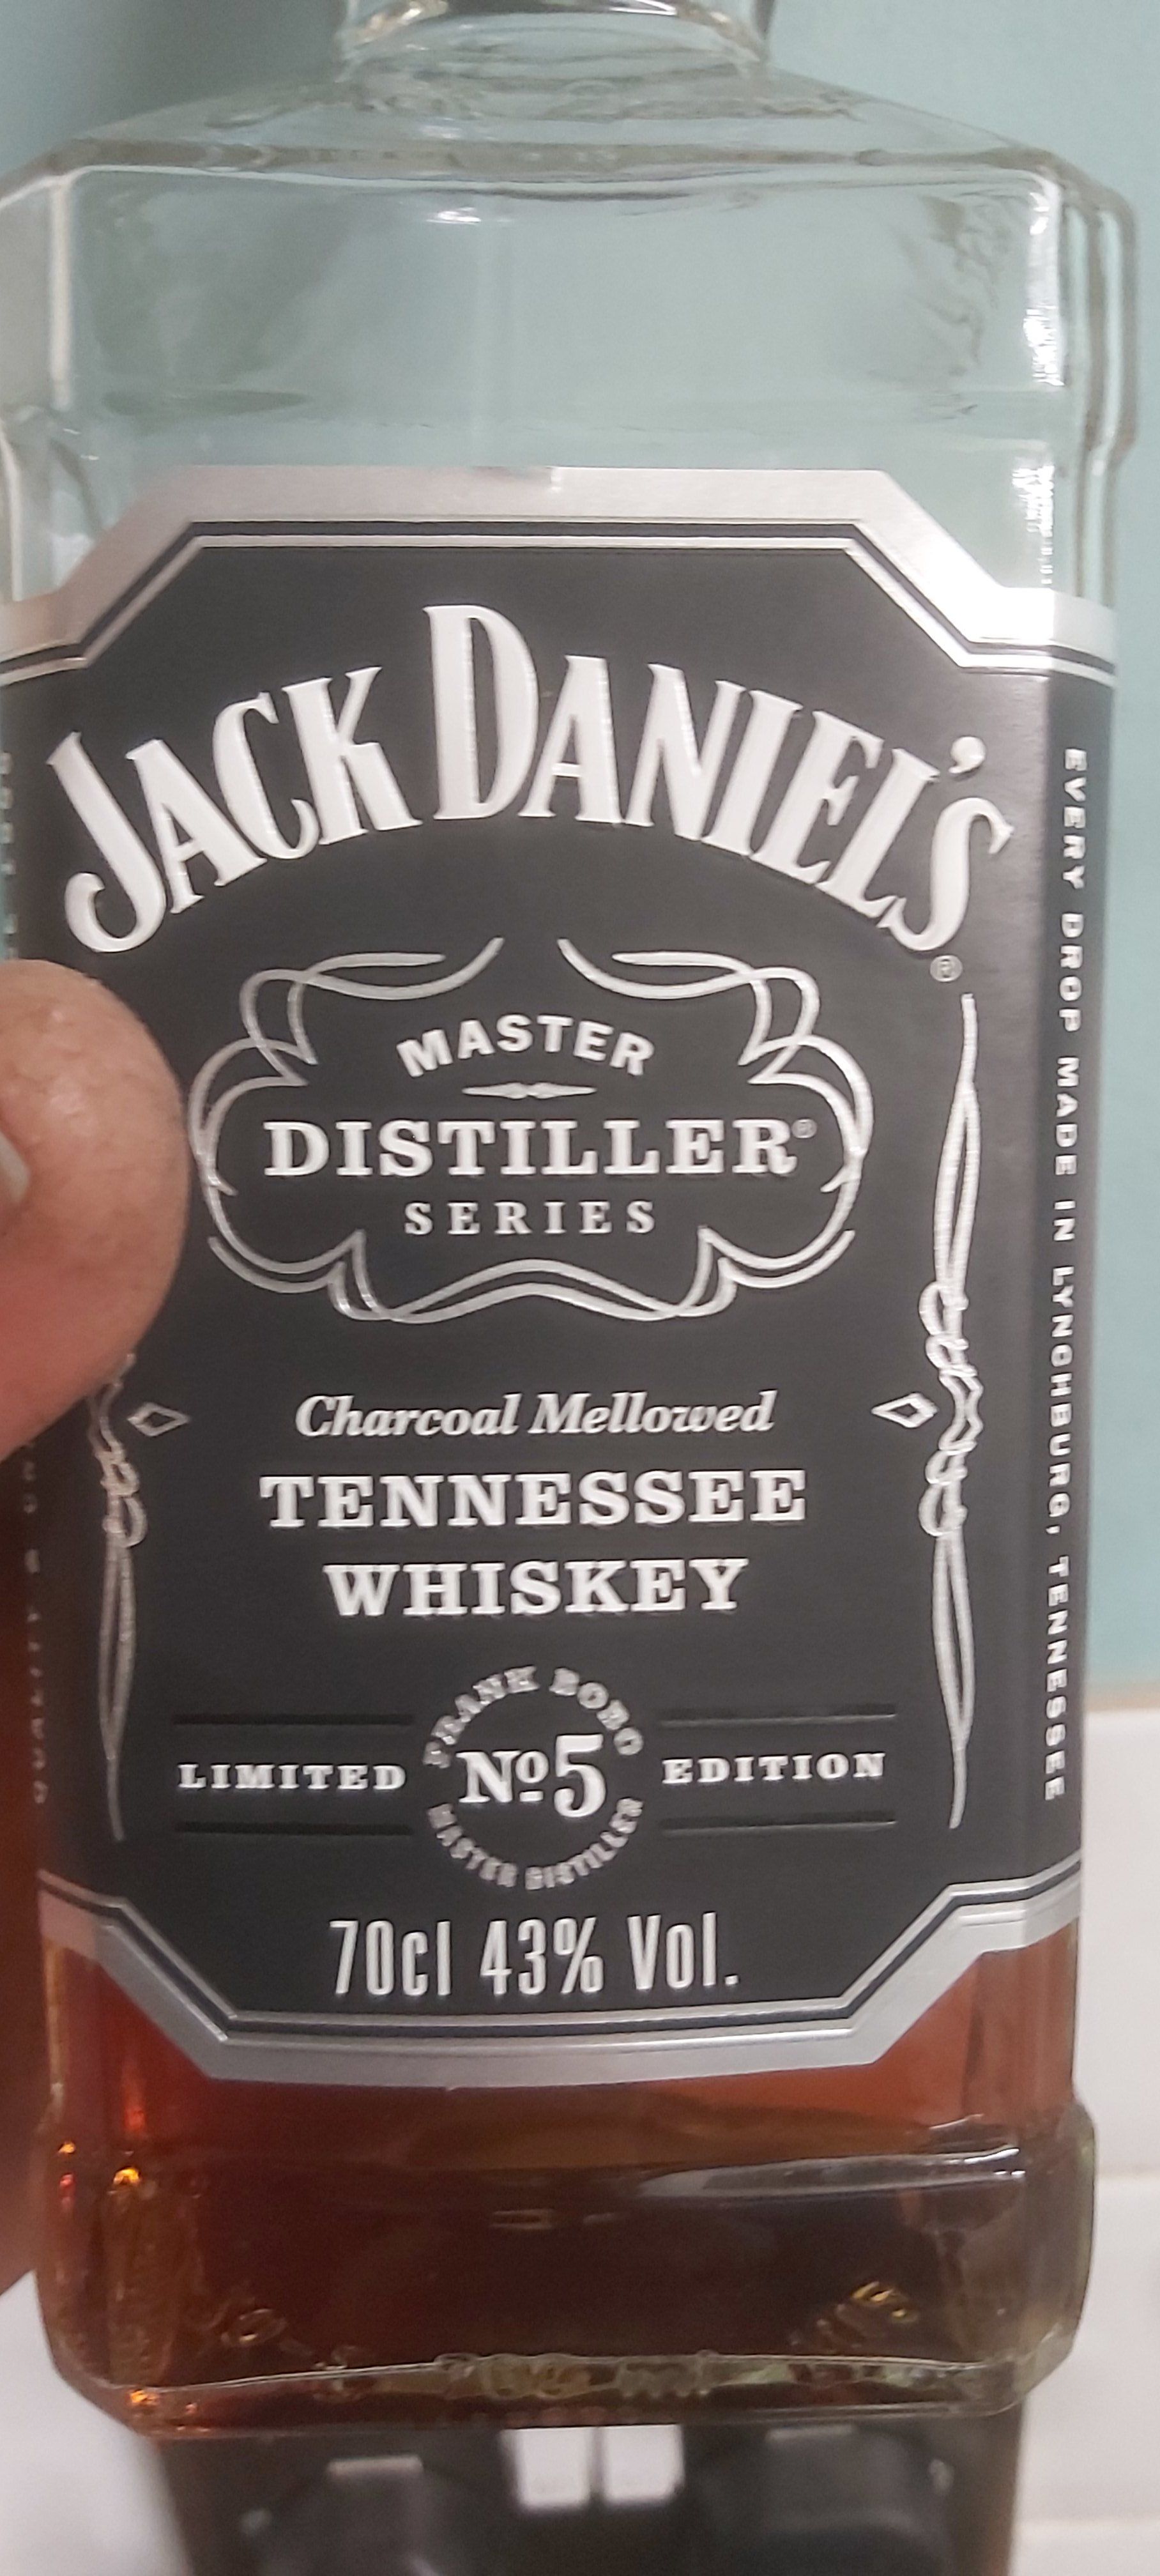 JACK DANIEL'S®
MASTER
DISTILLER®
SERIES
Charcoal Mellowed
TENNESSEE
WHISKEY
FRANK BOBO
LIMITED Nº5 EDITION
MASTER DISTILLER
70cl 43% Vol.
EVERY DROP MADE IN LYNCHBURG, TENNESSEE